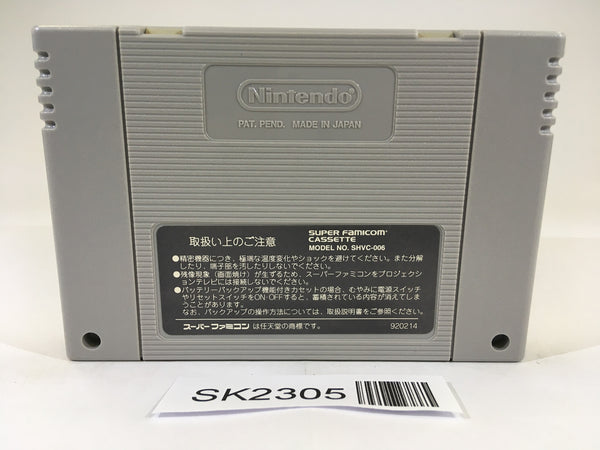 Nintendo
PAT. PEND. MADE IN JAPAN
取扱い上のご注意
SUPER FAMICOM
CASSETTE
MODEL NO. SHVC-006
●精密機器につき、極端な温度変化やショックを避けてください。また分解
したり、端子部を汚したりしないでください。
●残像現象（画面焼け）が生ずるため、スーパーファミコンをプロジェクシ
ョンテレビには接続しないでください。
●バッテリーバックアップ機能付きカセットの場合、むやみに電源スイッチ
やリセットスイッチをON・OFFすると、蓄積されている内容が消えてしま
うことがあります。
なお、バックアップの操作方法については、取扱説明書をご参照ください。
スーパーファミコン は任天堂の商標です。
920214
SK2305